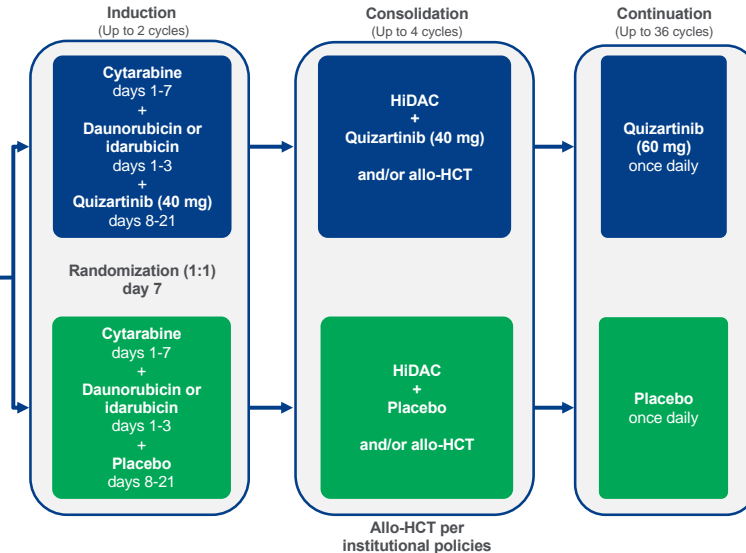 Induction
(Up to 2 cycles)
Cytarabine
days 1-7
+
Daunorubicin or
idarubicin
days 1-3
+
Quizartinib (40 mg)
days 8-21
Randomization (1:1)
day 7
Cytarabine
days 1-7
+
Daunorubicin or
idarubicin
days 1-3
+
Placebo
days 8-21
Consolidation
(Up to 4 cycles)
HiDAC
+
Quizartinib (40 mg)
and/or allo-HCT
HiDAC
+
Placebo
and/or allo-HCT
Allo-HCT per
institutional policies
Continuation
(Up to 36 cycles)
Quizartinib
(60 mg)
once daily
Placebo
once daily